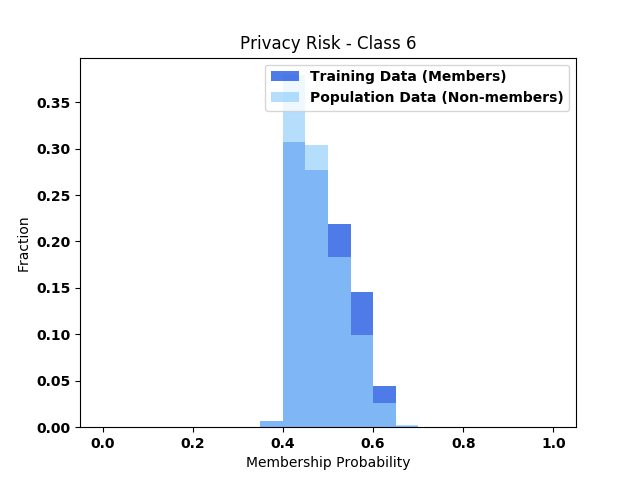 Privacy Risk - Class 6
Training Data (Members)
Population Data (Non-members)
Fraction
0.35
0.30
0.25
0.20
0.15
0.10
0.05
0.00
0.0 0.2 0.4 0.6 0.8 1.0
Membership Probability